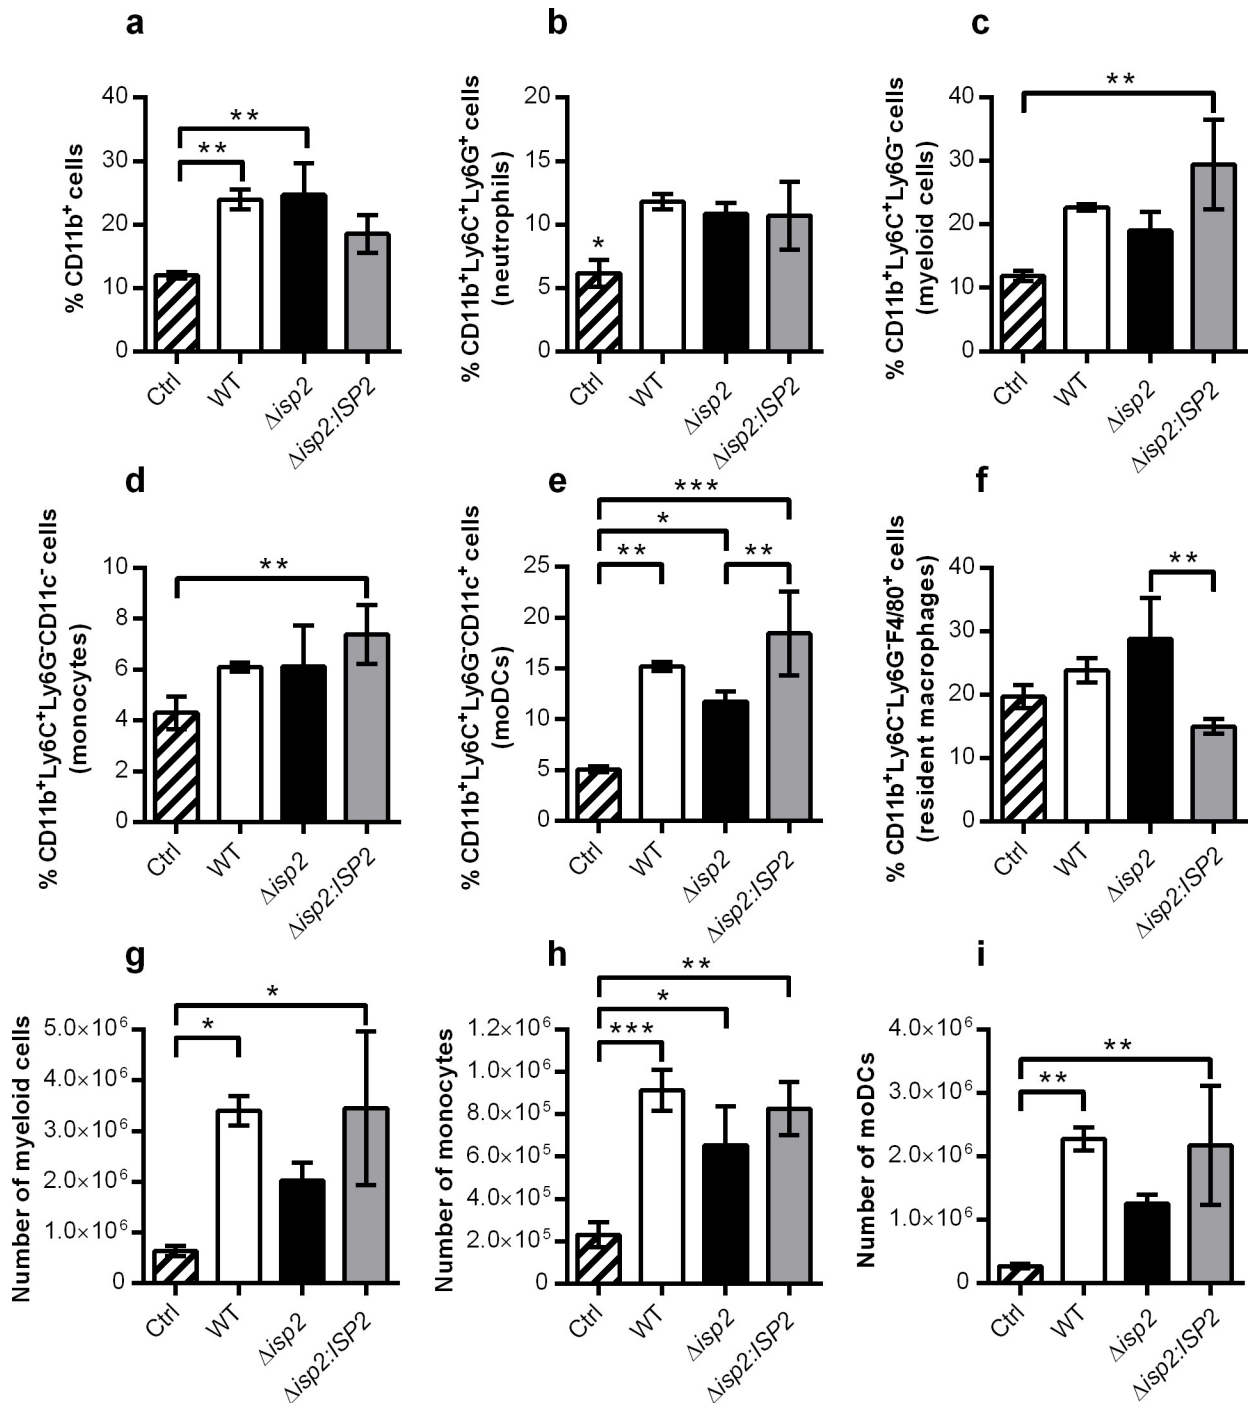 a
% CD11b⁺ cells
40
30
20
10
0
**
**
Ctrl
WT
Δisp2
Δisp2:ISP2
b
% CD11b⁺Ly6C⁺Ly6G⁺ cells
(neutrophils)
20
15
10
5
0
*
Ctrl
WT
Δisp2
Δisp2:ISP2
c
% CD11b⁺Ly6C⁺Ly6G⁻ cells
(myeloid cells)
40
30
20
10
0
**
Ctrl
WT
Δisp2
Δisp2:ISP2
d
% CD11b⁺Ly6C⁺Ly6G⁻CD11c⁻ cells
(monocytes)
10
8
6
4
2
0
**
Ctrl
WT
Δisp2
Δisp2:ISP2
e
% CD11b⁺Ly6C⁺Ly6G⁻CD11c⁺ cells
(moDCs)
25
20
15
10
5
0
***
*
**
**
Ctrl
WT
Δisp2
Δisp2:ISP2
f
% CD11b⁺Ly6C⁻Ly6G⁻F4/80⁺ cells
(resident macrophages)
40
30
20
10
0
**
Ctrl
WT
Δisp2
Δisp2:ISP2
g
Number of myeloid cells
5.0×10⁶
4.0×10⁶
3.0×10⁶
2.0×10⁶
1.0×10⁶
0
*
*
Ctrl
WT
Δisp2
Δisp2:ISP2
h
Number of monocytes
1.2×10⁶
1.0×10⁶
8.0×10⁵
6.0×10⁵
4.0×10⁵
2.0×10⁵
0
**
*
***
Ctrl
WT
Δisp2
Δisp2:ISP2
i
Number of moDCs
4.0×10⁶
3.0×10⁶
2.0×10⁶
1.0×10⁶
0
**
**
Ctrl
WT
Δisp2
Δisp2:ISP2